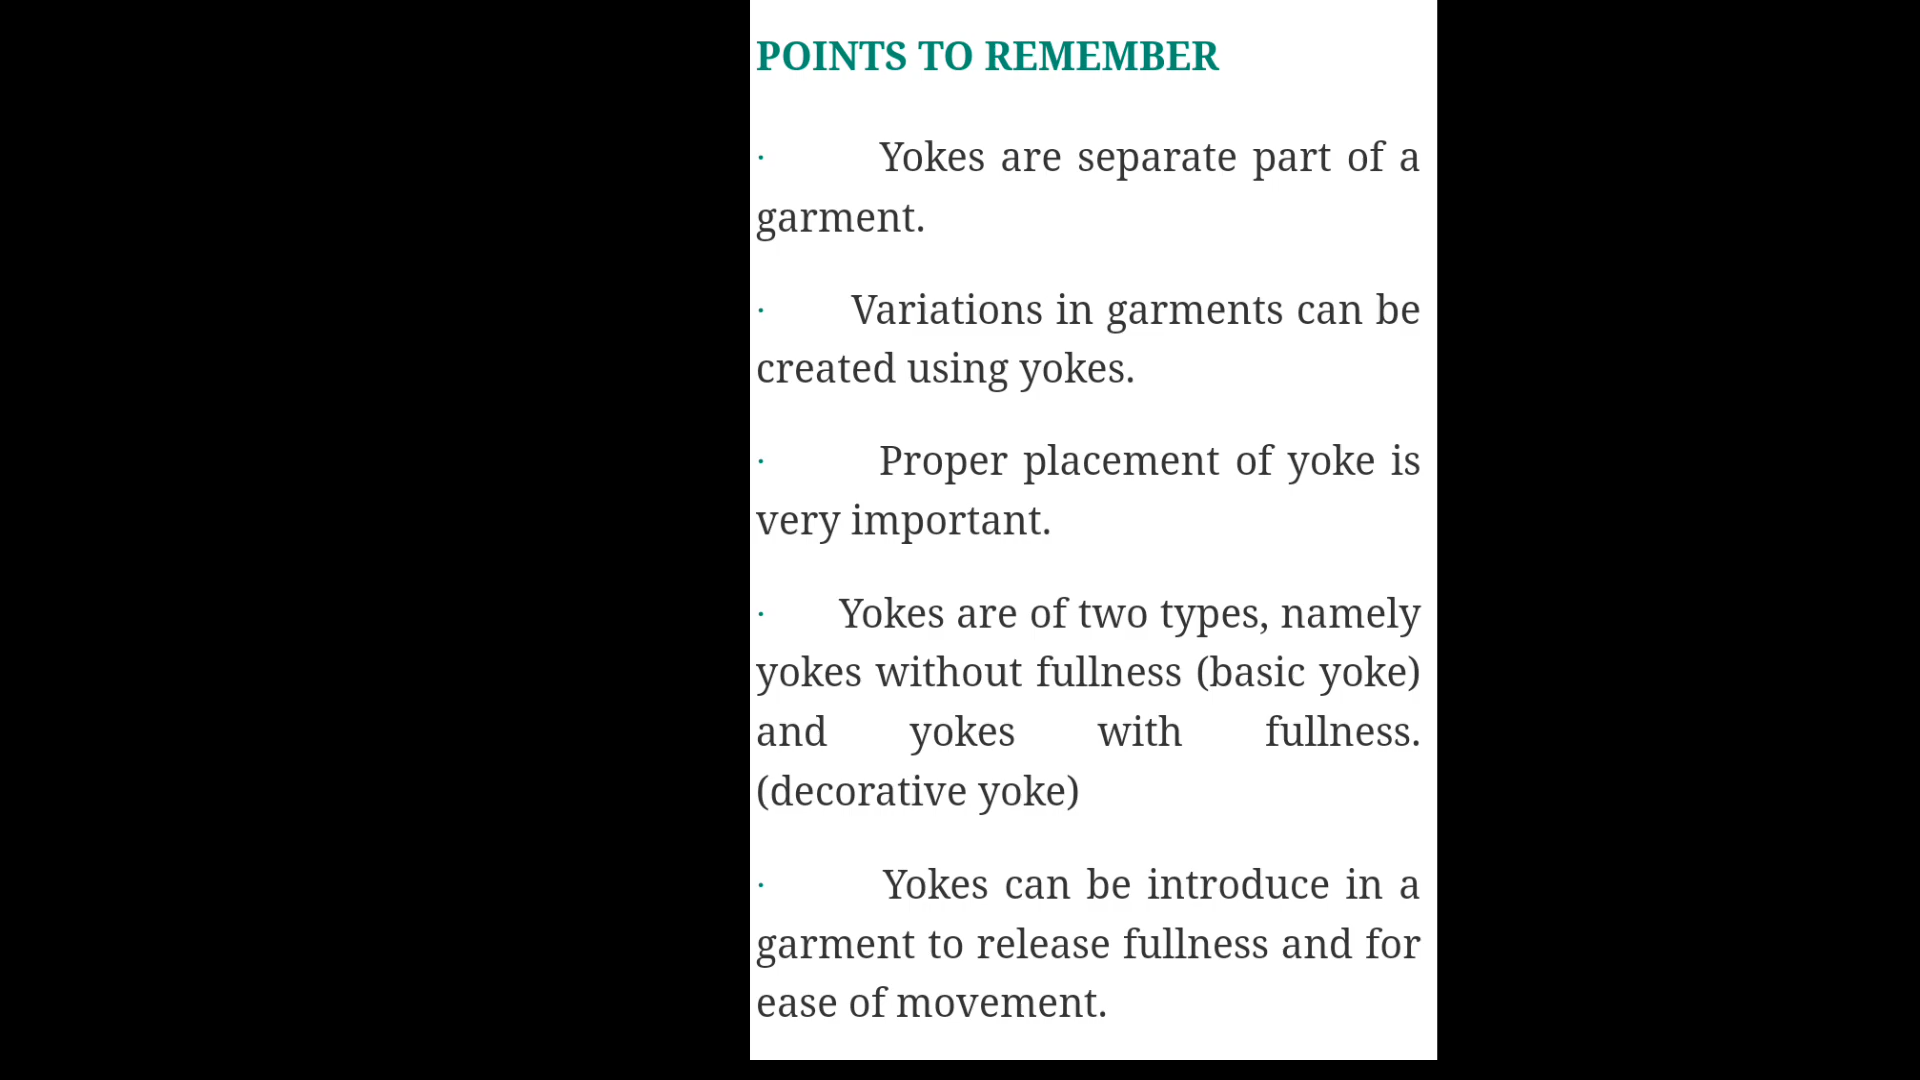 POINTS TO REMEMBER
· Yokes are separate part of a
garment.
· Variations in garments can be
created using yokes.
· Proper placement of yoke is
very important.
· Yokes are of two types, namely
yokes without fullness (basic yoke)
and yokes with fullness.
(decorative yoke)
· Yokes can be introduce in a
garment to release fullness and for
ease of movement.